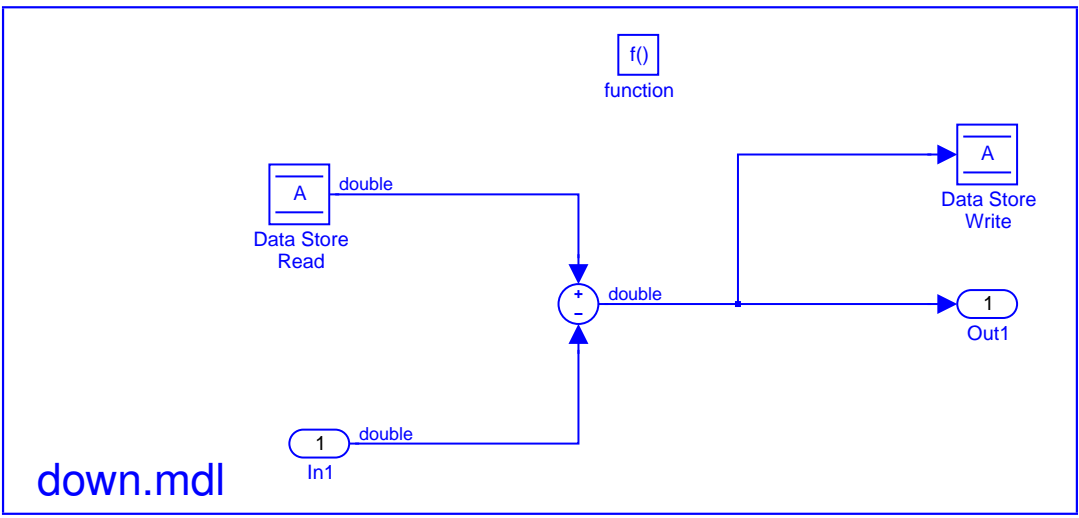 f()
function
A
Data Store
Write
A
double
Data Store
Read
+
−
double
1
Out1
1
double
In1
down.mdl